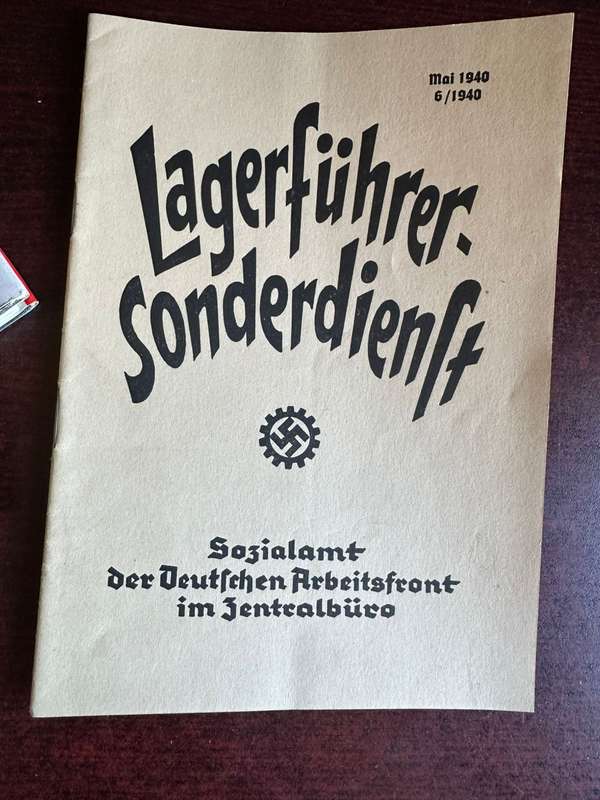 Mai 1940
6/1940
Lagerführer-
Sonderdienſt
Sozialamt
der Deutſchen Arbeitsfront
im Zentralbüro